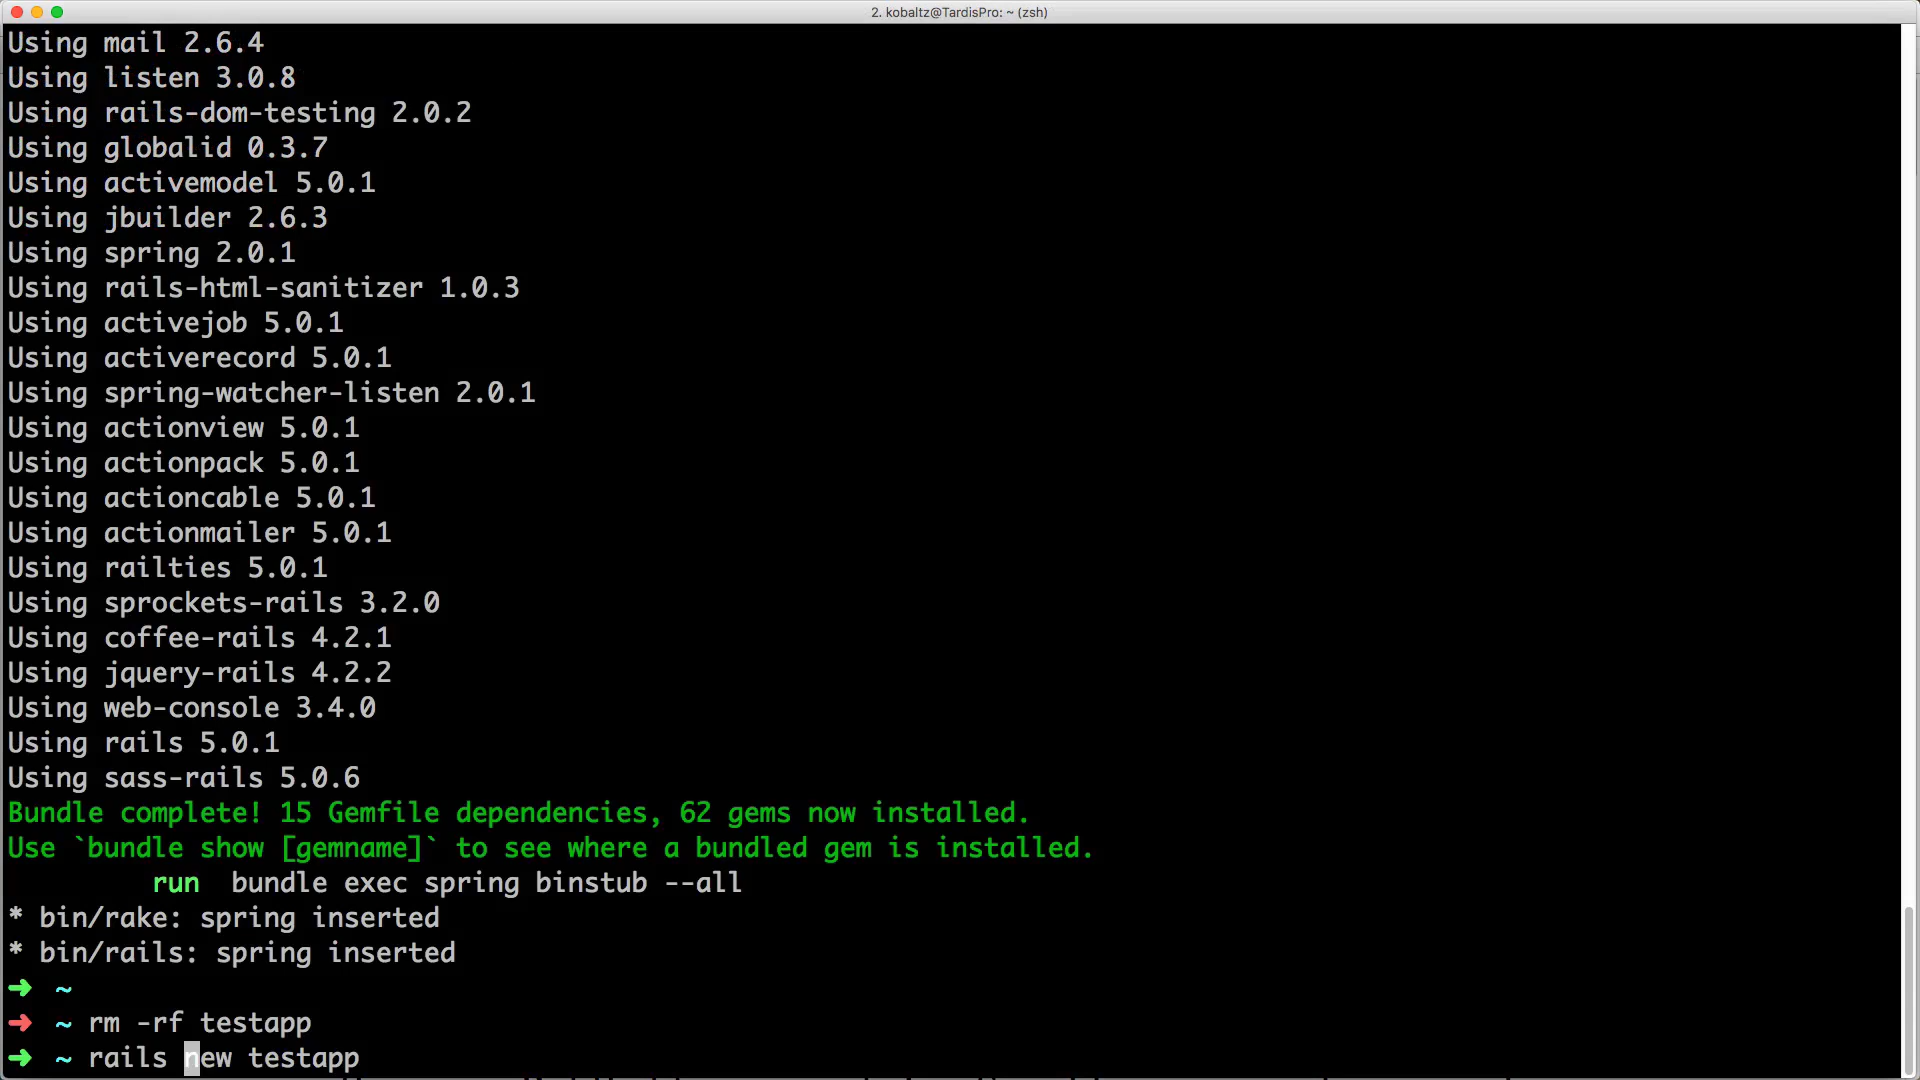 2. kobaltz@TardisPro: ~ (zsh)
Using mail 2.6.4
Using listen 3.0.8
Using rails-dom-testing 2.0.2
Using globalid 0.3.7
Using activemodel 5.0.1
Using jbuilder 2.6.3
Using spring 2.0.1
Using rails-html-sanitizer 1.0.3
Using activejob 5.0.1
Using activerecord 5.0.1
Using spring-watcher-listen 2.0.1
Using actionview 5.0.1
Using actionpack 5.0.1
Using actioncable 5.0.1
Using actionmailer 5.0.1
Using railties 5.0.1
Using sprockets-rails 3.2.0
Using coffee-rails 4.2.1
Using jquery-rails 4.2.2
Using web-console 3.4.0
Using rails 5.0.1
Using sass-rails 5.0.6
Bundle complete! 15 Gemfile dependencies, 62 gems now installed.
Use `bundle show [gemname]` to see where a bundled gem is installed.
run  bundle exec spring binstub --all
* bin/rake: spring inserted
* bin/rails: spring inserted
➜  ~
➜  ~ rm -rf testapp
➜  ~ rails new testapp